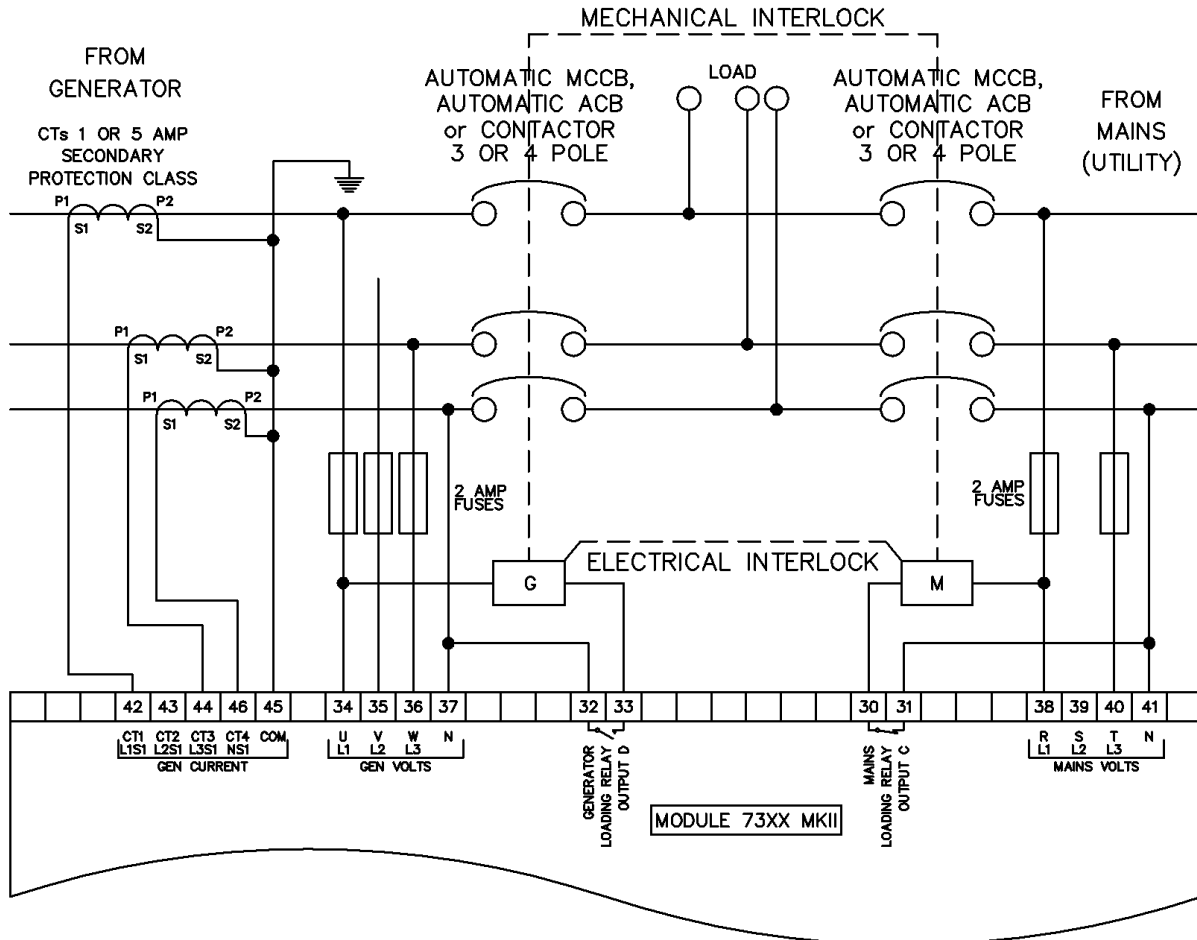 MECHANICAL INTERLOCK
FROM
GENERATOR
CTs 1 OR 5 AMP
SECONDARY
PROTECTION CLASS
AUTOMATIC MCCB,
AUTOMATIC ACB
or CONTACTOR
3 OR 4 POLE
LOAD
AUTOMATIC MCCB,
AUTOMATIC ACB
or CONTACTOR
3 OR 4 POLE
FROM
MAINS
(UTILITY)
P1 P2
S1 S2
P1 P2
S1 S2
P1 P2
S1 S2
2 AMP
FUSES
2 AMP
FUSES
ELECTRICAL INTERLOCK
G
M
42 43 44 46 45 34 35 36 37 32 33 30 31 38 39 40 41
CT1 CT2 CT3 CT4 COM
L1S1 L2S1 L3S1 NS1
GEN CURRENT
U V W N
L1 L2 L3
GEN VOLTS
GENERATOR
LOADING RELAY
OUTPUT D
MAINS
LOADING RELAY
OUTPUT C
R S T N
L1 L2 L3
MAINS VOLTS
MODULE 73XX MKII